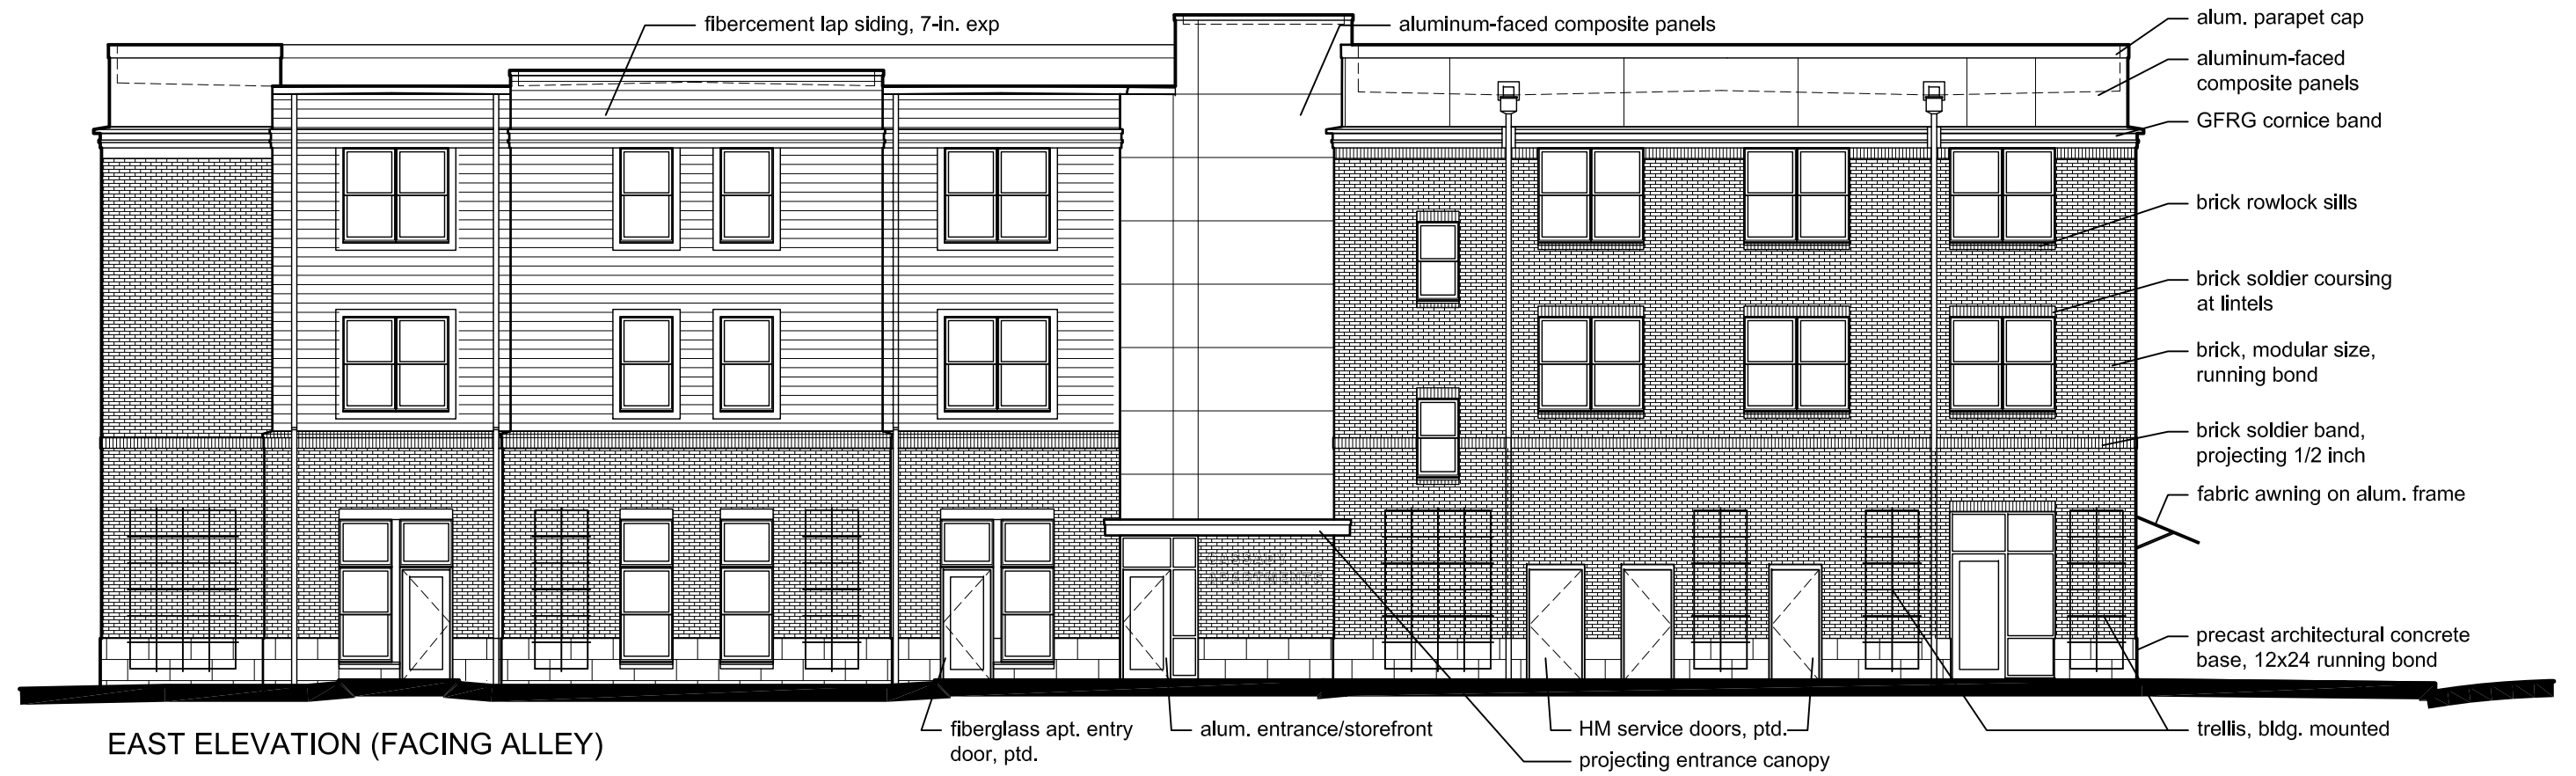 fibercement lap siding, 7-in. exp
aluminum-faced composite panels
alum. parapet cap
aluminum-faced
composite panels
GFRG cornice band
brick rowlock sills
brick soldier coursing
at lintels
brick, modular size,
running bond
brick soldier band,
projecting 1/2 inch
fabric awning on alum. frame
APARTMENTS
precast architectural concrete
base, 12x24 running bond
fiberglass apt. entry
door, ptd.
alum. entrance/storefront
HM service doors, ptd.
projecting entrance canopy
trellis, bldg. mounted
EAST ELEVATION (FACING ALLEY)